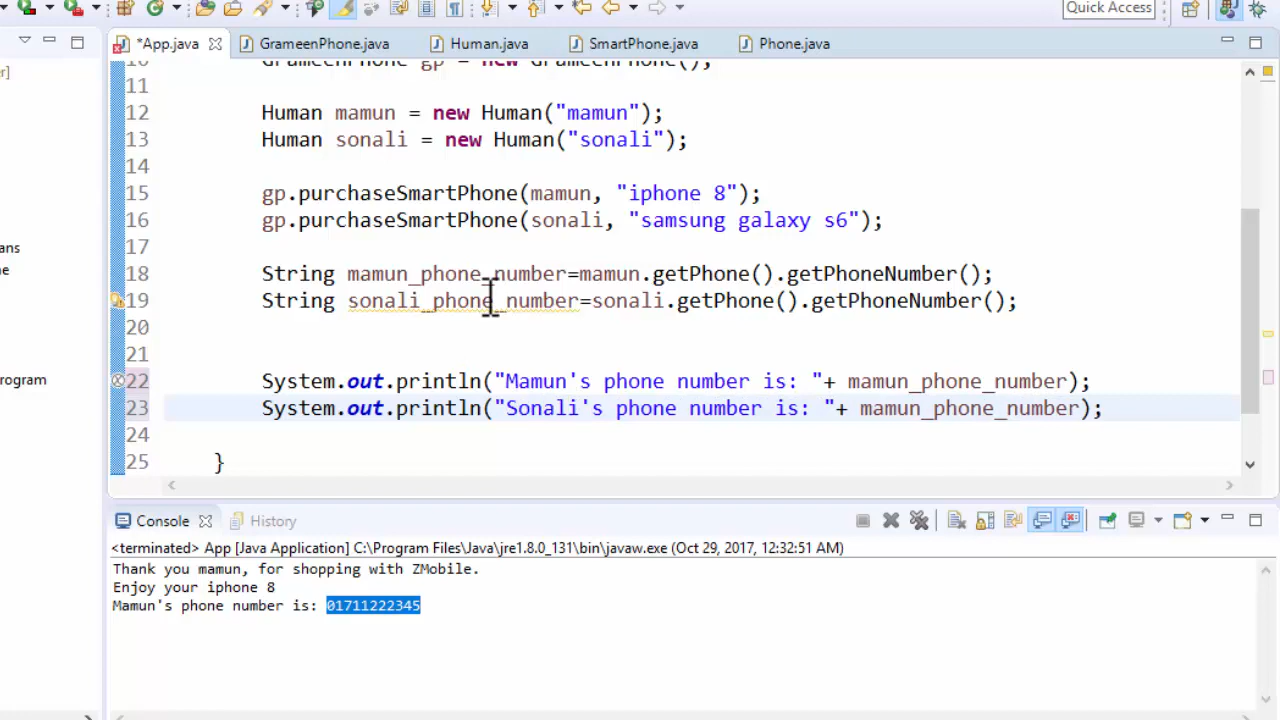 Quick Access
*App.java GrameenPhone.java Human.java SmartPhone.java Phone.java
er]
10 GrameenPhone gp = new GrameenPhone();
11
12 Human mamun = new Human("mamun");
13 Human sonali = new Human("sonali");
14
15 gp.purchaseSmartPhone(mamun, "iphone 8");
16 gp.purchaseSmartPhone(sonali, "samsung galaxy s6");
17
ans
18 String mamun_phone_number=mamun.getPhone().getPhoneNumber();
e
19 String sonali_phone_number=sonali.getPhone().getPhoneNumber();
20
21
rogram
22 System.out.println("Mamun's phone number is: "+ mamun_phone_number);
23 System.out.println("Sonali's phone number is: "+ mamun_phone_number);
24
25 }
Console History
<terminated> App [Java Application] C:\Program Files\Java\jre1.8.0_131\bin\javaw.exe (Oct 29, 2017, 12:32:51 AM)
Thank you mamun, for shopping with ZMobile.
Enjoy your iphone 8
Mamun's phone number is: 01711222345